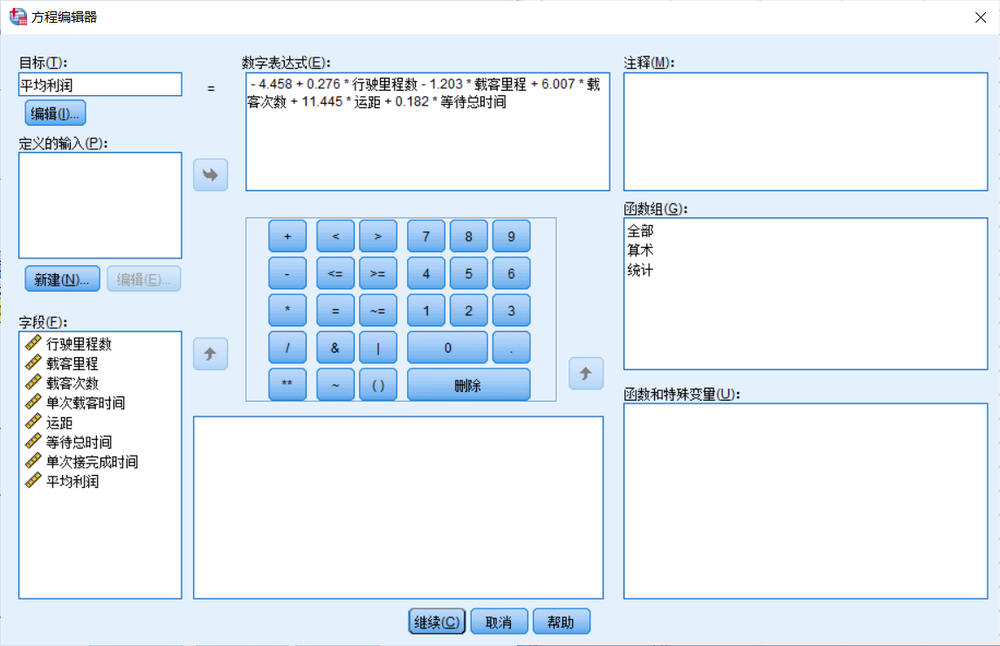 方程编辑器
目标(T):
平均利润
编辑(I)...
=
数字表达式(E):
- 4.458 + 0.276 * 行驶里程数 - 1.203 * 载客里程 + 6.007 * 载
客次数 + 11.445 * 运距 + 0.182 * 等待总时间
注释(M):
定义的输入(P):
新建(N)...
编辑(E)...
+ < > 7 8 9
- <= >= 4 5 6
* = ~= 1 2 3
/ & | 0 .
** ~ ( ) 删除
函数组(G):
全部
算术
统计
字段(F):
行驶里程数
载客里程
载客次数
单次载客时间
运距
等待总时间
单次接完成时间
平均利润
函数和特殊变量(U):
继续(C)
取消
帮助